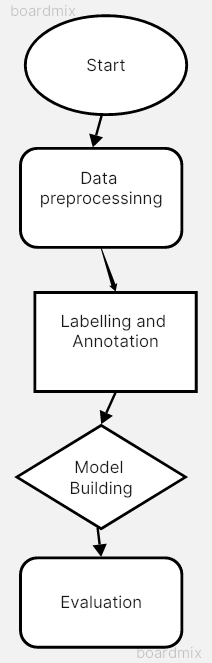 boardmix
Start
Data
preprocessinng
Labelling and
Annotation
Model
Building
Evaluation
boardmix